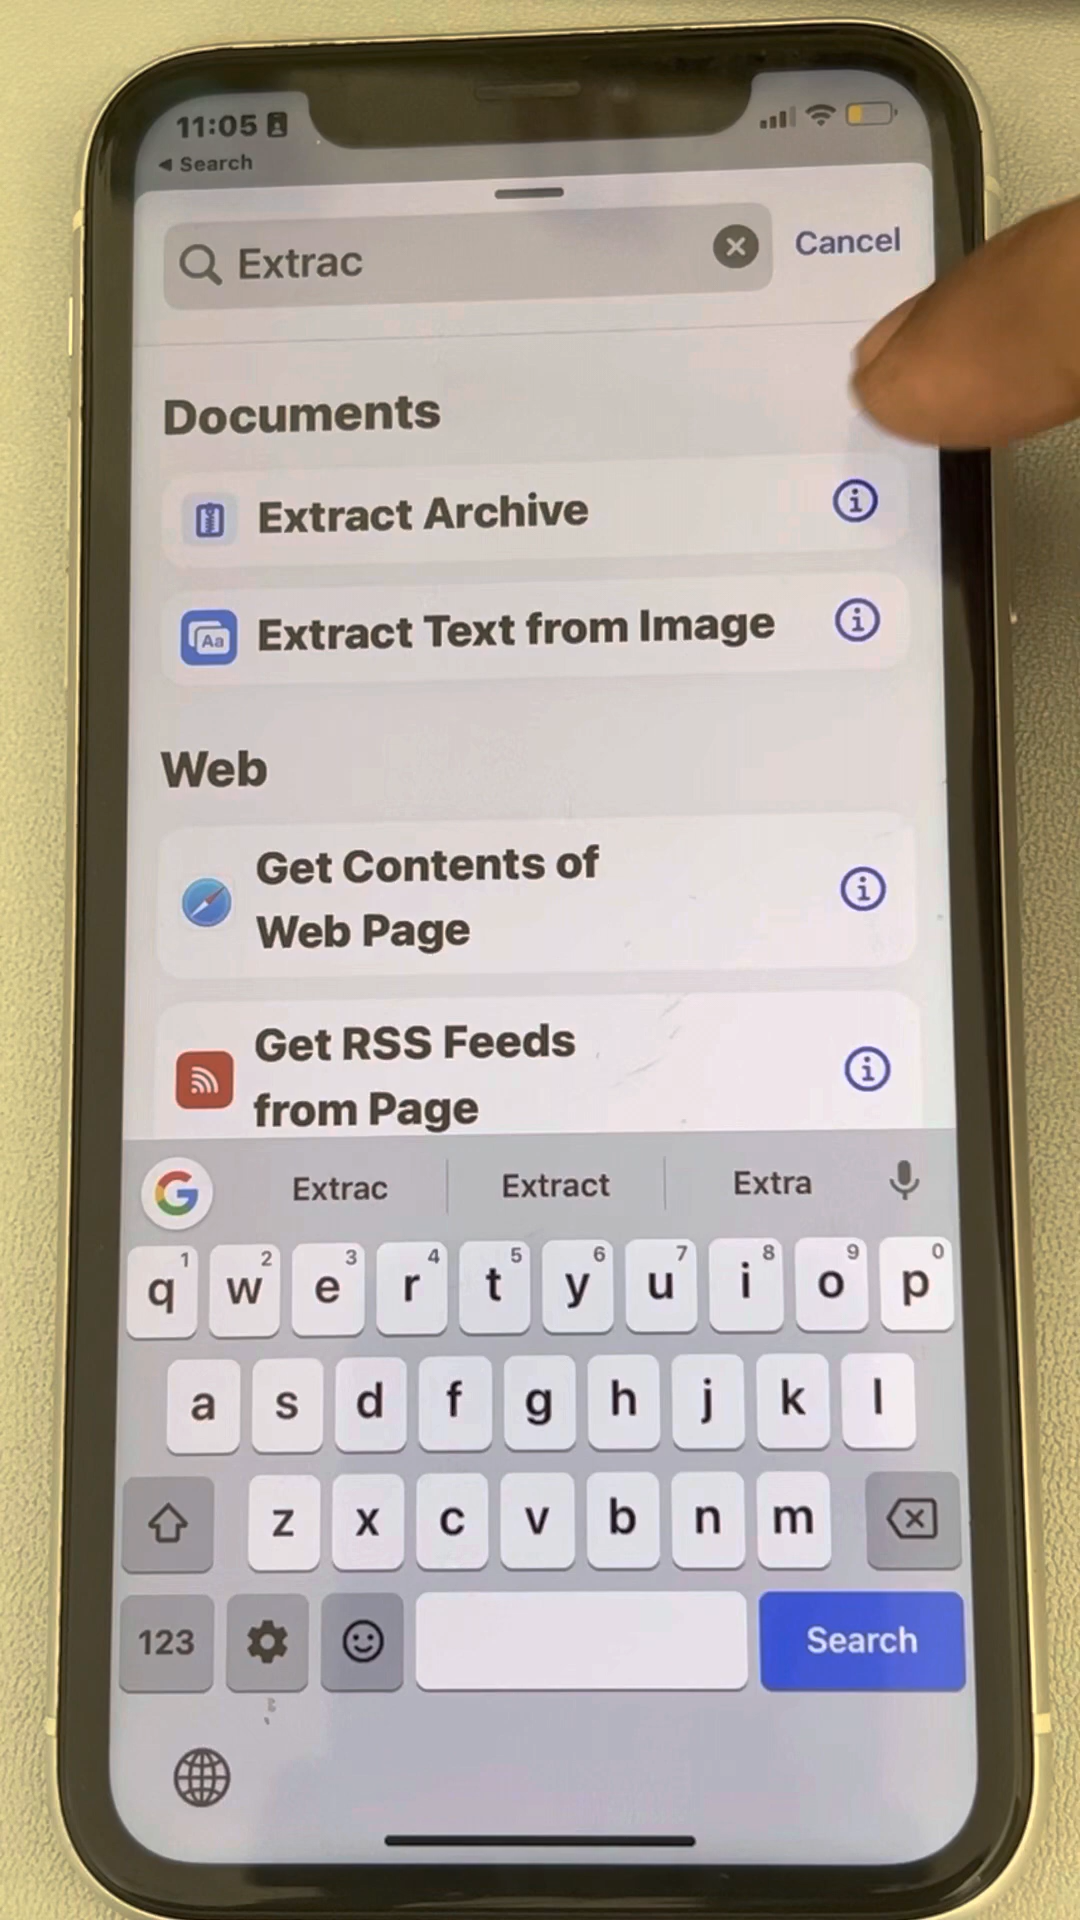 11:05
Search
Extrac
Cancel
Documents
Extract Archive
Extract Text from Image
Web
Get Contents of
Web Page
Get RSS Feeds
from Page
Extrac Extract Extra
1 2 3 4 5 6 7 8 9 0
q w e r t y u i o p
a s d f g h j k l
z x c v b n m
123 Search